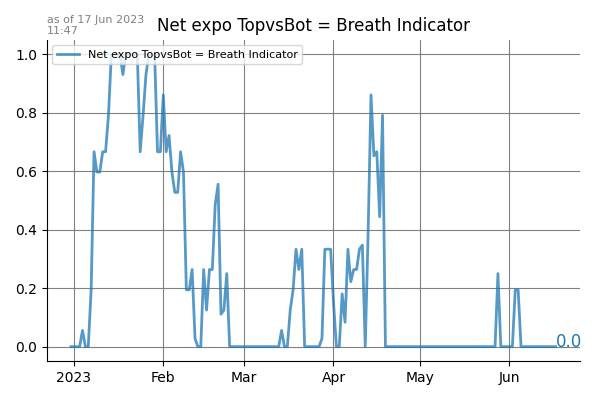 as of 17 Jun 2023
11:47
Net expo TopvsBot = Breath Indicator
Net expo TopvsBot = Breath Indicator
1.0
0.8
0.6
0.4
0.2
0.0
0.0
2023 Feb Mar Apr May Jun